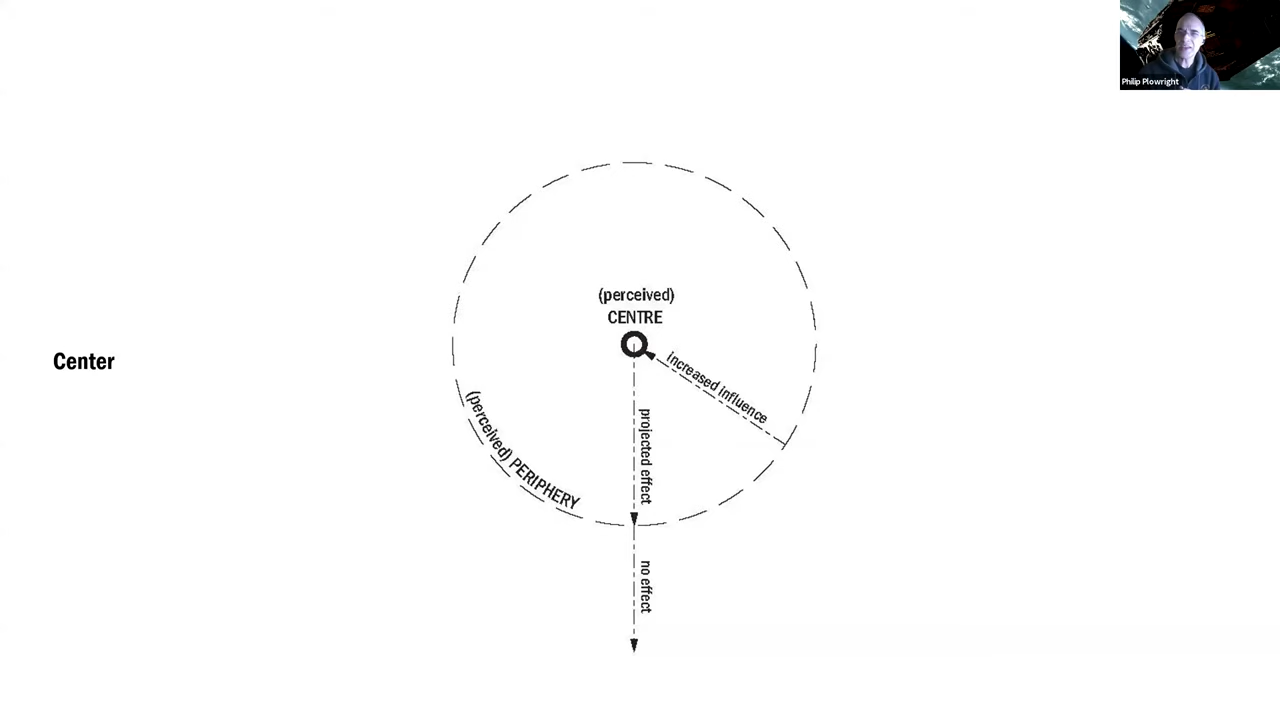 Philip Plowright
(perceived)
CENTRE
increased influence
Center
(perceived) PERIPHERY
projected effect
no effect